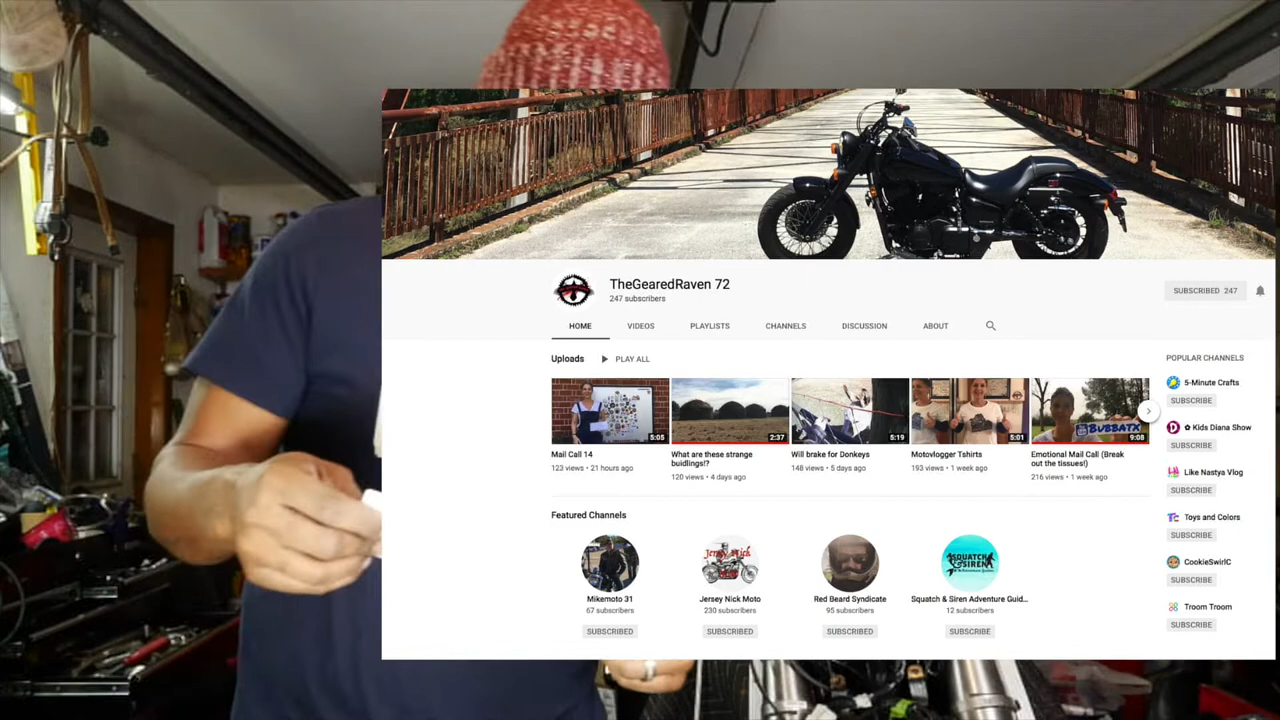 TheGearedRaven 72
247 subscribers
SUBSCRIBED 247
HOME VIDEOS PLAYLISTS CHANNELS DISCUSSION ABOUT
Uploads PLAY ALL
5:05
2:37
5:19
5:01
BUBBATX
9:08
Mail Call 14
123 views • 21 hours ago
What are these strange
buidlings!?
120 views • 4 days ago
Will brake for Donkeys
148 views • 5 days ago
Motovlogger Tshirts
193 views • 1 week ago
Emotional Mail Call (Break
out the tissues!)
216 views • 1 week ago
Featured Channels
Mikemoto 31
67 subscribers
SUBSCRIBED
Jersey Nick
Jersey Nick Moto
230 subscribers
SUBSCRIBED
Red Beard Syndicate
95 subscribers
SUBSCRIBED
SQUATCH
& SIREN
Squatch & Siren Adventure Guid...
12 subscribers
SUBSCRIBE
POPULAR CHANNELS
5-Minute Crafts
SUBSCRIBE
✿ Kids Diana Show
SUBSCRIBE
Like Nastya Vlog
SUBSCRIBE
Toys and Colors
SUBSCRIBE
CookieSwirlC
SUBSCRIBE
Troom Troom
SUBSCRIBE